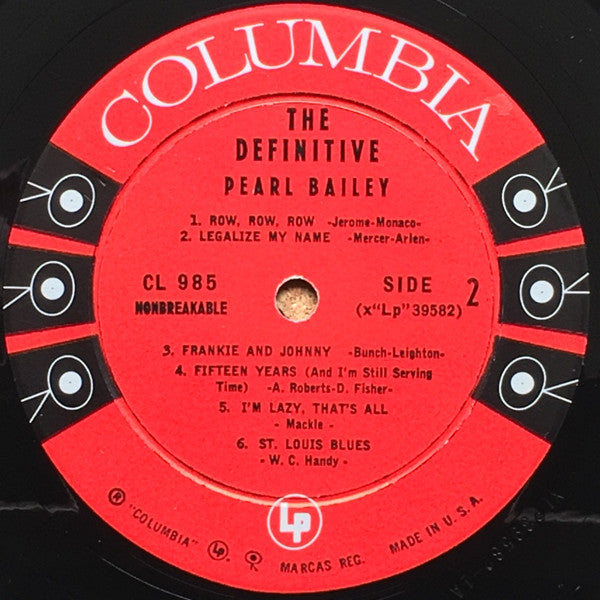 COLUMBIA
THE
DEFINITIVE
PEARL BAILEY
1. ROW, ROW, ROW -Jerome-Monaco-
2. LEGALIZE MY NAME -Mercer-Arlen-
CL 985
NONBREAKABLE
SIDE 2
(x"Lp"39582)
3. FRANKIE AND JOHNNY -Bunch-Leighton-
4. FIFTEEN YEARS (And I'm Still Serving
Time) -A. Roberts-D. Fisher-
5. I'M LAZY, THAT'S ALL
- Mackie -
6. ST. LOUIS BLUES
- W. C. Handy -
Lp
® "COLUMBIA" Lp ® MARCAS REG. MADE IN U.S.A.